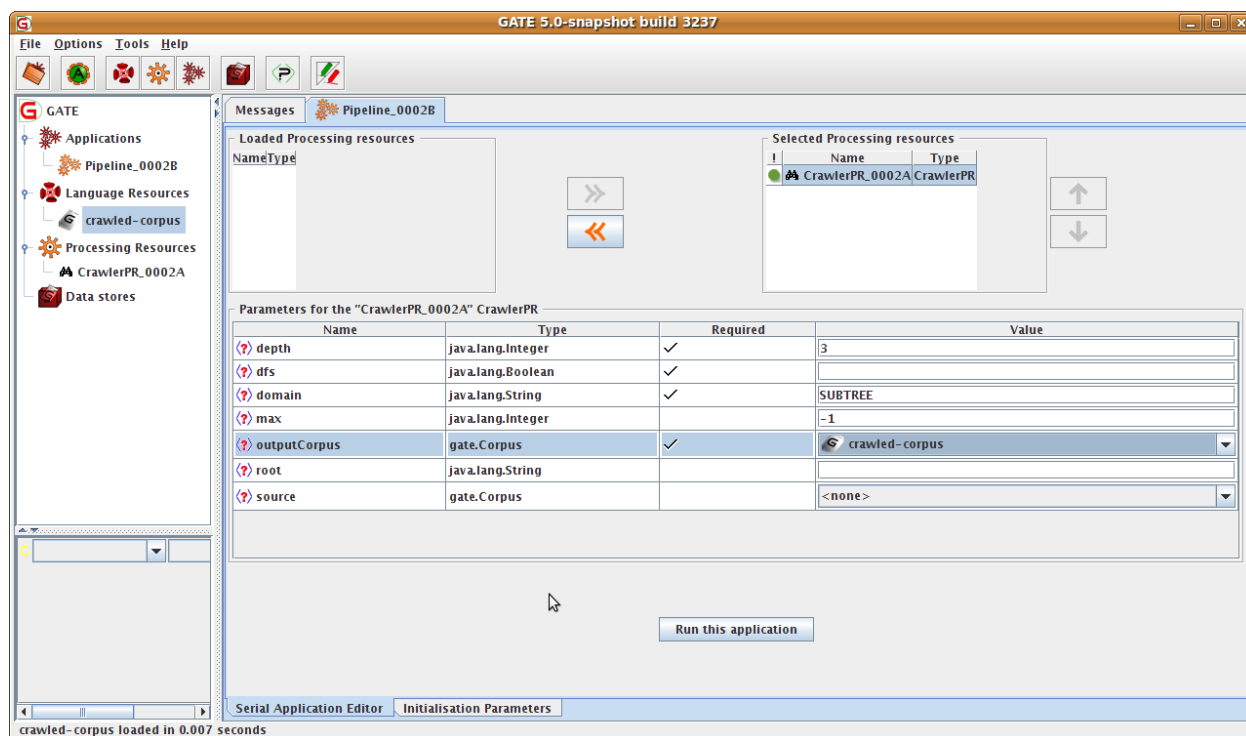 GATE 5.0-snapshot build 3237
File Options Tools Help
GATE
Applications
Pipeline_0002B
Language Resources
crawled-corpus
Processing Resources
CrawlerPR_0002A
Data stores
Messages Pipeline_0002B
Loaded Processing resources
Name Type
Selected Processing resources
! Name Type
CrawlerPR_0002A CrawlerPR
Parameters for the "CrawlerPR_0002A" CrawlerPR
Name Type Required Value
<?> depth java.lang.Integer ✓ 3
<?> dfs java.lang.Boolean ✓
<?> domain java.lang.String ✓ SUBTREE
<?> max java.lang.Integer -1
<?> outputCorpus gate.Corpus ✓ crawled-corpus
<?> root java.lang.String
<?> source gate.Corpus <none>
C
Run this application
Serial Application Editor Initialisation Parameters
crawled-corpus loaded in 0.007 seconds